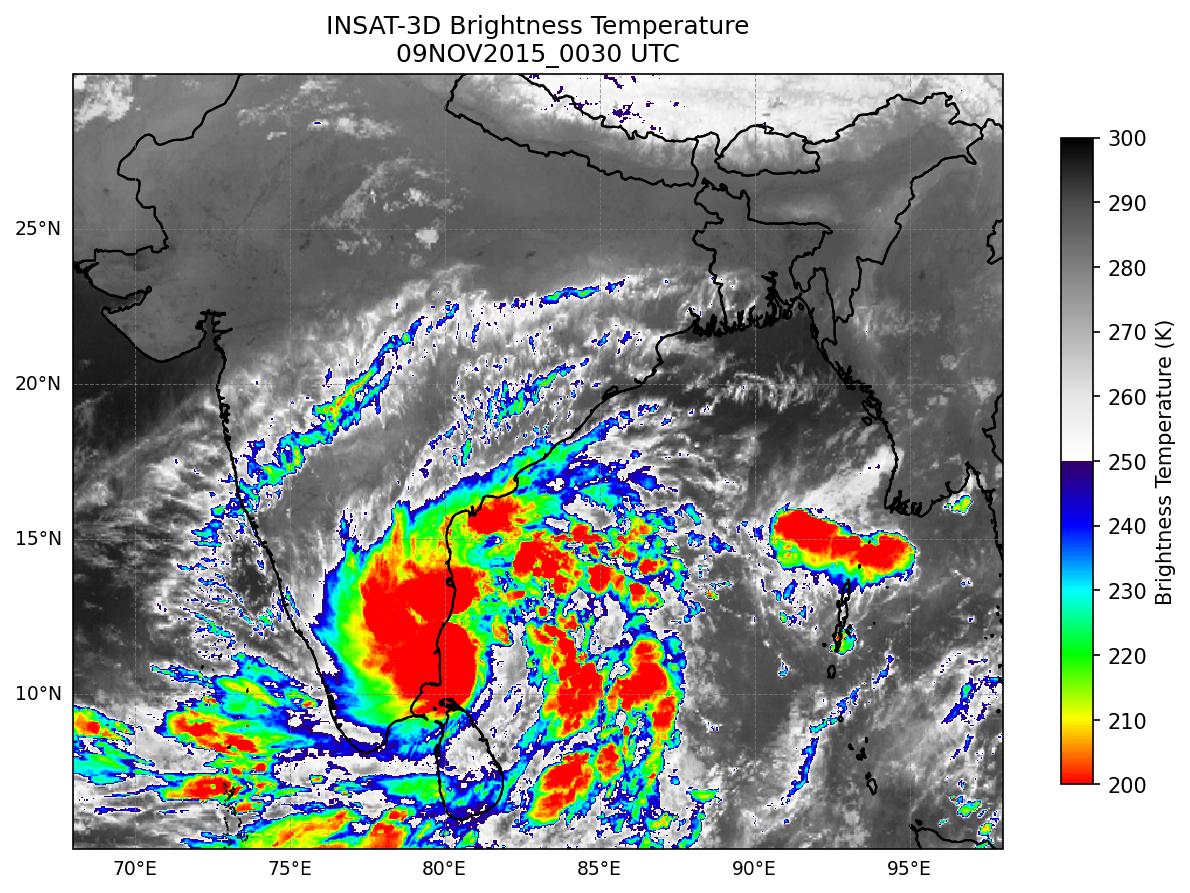 INSAT-3D Brightness Temperature
09NOV2015_0030 UTC
25°N
20°N
15°N
10°N
70°E
75°E
80°E
85°E
90°E
95°E
300
290
280
270
260
250
240
230
220
210
200
Brightness Temperature (K)